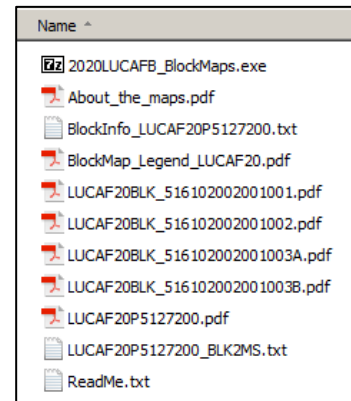 Name
7z 2020LUCAFB_BlockMaps.exe
About_the_maps.pdf
BlockInfo_LUCAF20P5127200.txt
BlockMap_Legend_LUCAF20.pdf
LUCAF20BLK_516102002001001.pdf
LUCAF20BLK_516102002001002.pdf
LUCAF20BLK_516102002001003A.pdf
LUCAF20BLK_516102002001003B.pdf
LUCAF20P5127200.pdf
LUCAF20P5127200_BLK2MS.txt
ReadMe.txt